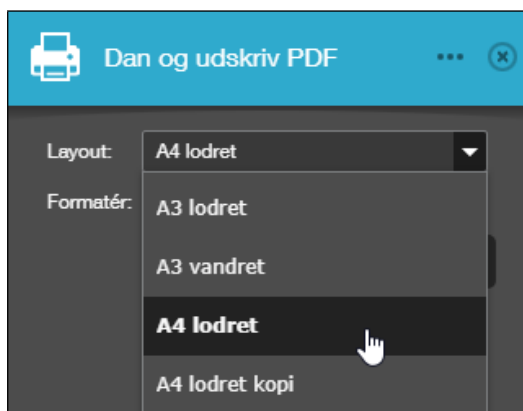 Dan og udskriv PDF
Layout: A4 lodret
Formatér:
A3 lodret
A3 vandret
A4 lodret
A4 lodret kopi